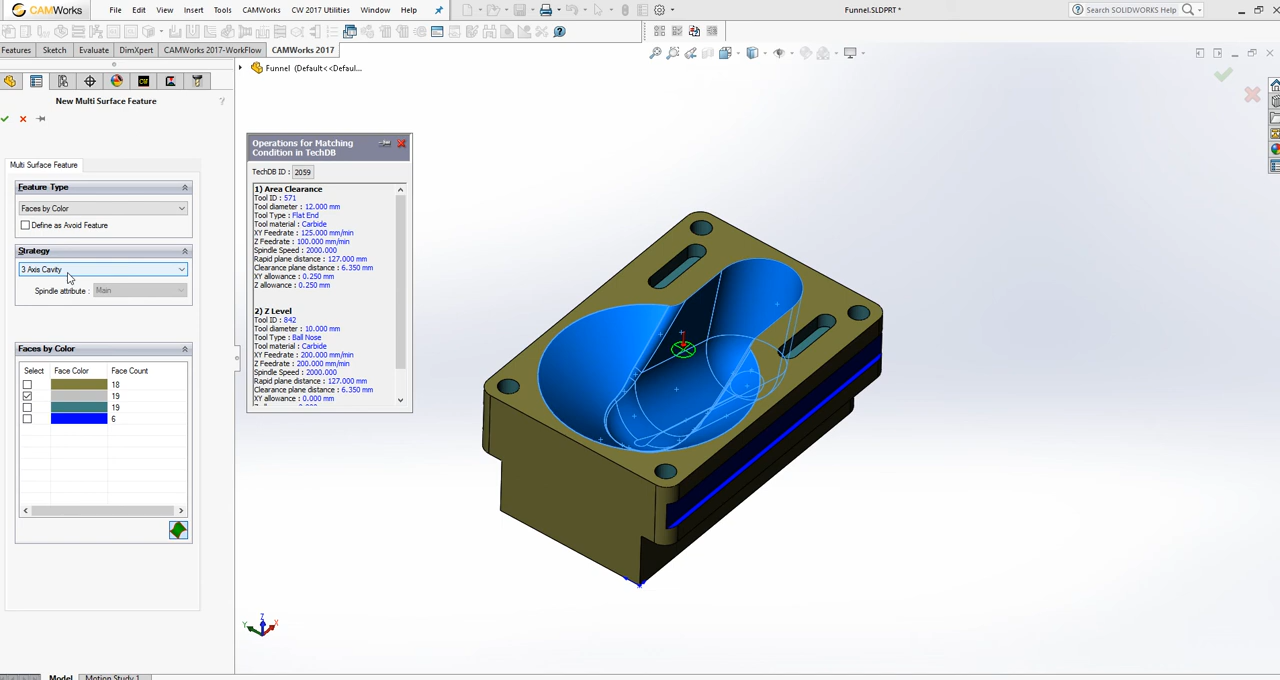 CAMWorks File Edit View Insert Tools CAMWorks CW 2017 Utilities Window Help Funnel.SLDPRT * Search SOLIDWORKS Help
Features Sketch Evaluate DimXpert CAMWorks 2017-WorkFlow CAMWorks 2017
Funnel (Default<<Defaul...
New Multi Surface Feature ?
Multi Surface Feature
Feature Type
Faces by Color
Define as Avoid Feature
Strategy
3 Axis Cavity
Spindle attribute : Main
Faces by Color
Select Face Color Face Count
18
19
19
6
Operations for Matching
Condition in TechDB
TechDB ID : 2059
1) Area Clearance
Tool ID : 571
Tool diameter : 12.000 mm
Tool Type : Flat End
Tool material : Carbide
XY Feedrate : 125.000 mm/min
Z Feedrate : 100.000 mm/min
Spindle Speed : 2000.000
Rapid plane distance : 127.000 mm
Clearance plane distance : 6.350 mm
XY allowance : 0.250 mm
Z allowance : 0.250 mm
2) Z Level
Tool ID : 842
Tool diameter : 10.000 mm
Tool Type : Ball Nose
Tool material : Carbide
XY Feedrate : 200.000 mm/min
Z Feedrate : 200.000 mm/min
Spindle Speed : 2000.000
Rapid plane distance : 127.000 mm
Clearance plane distance : 6.350 mm
XY allowance : 0.000 mm
Z Y X
Model Motion Study 1